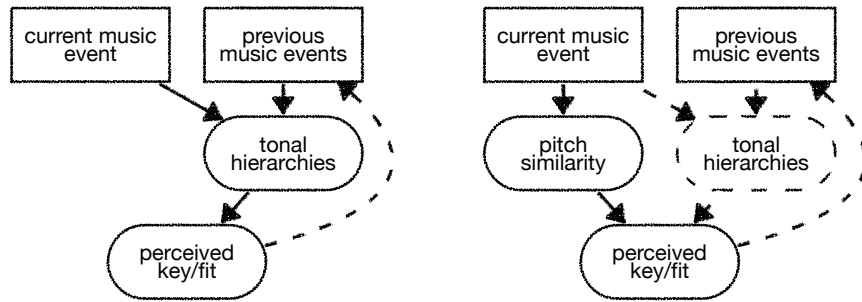 current music
event
previous
music events
tonal
hierarchies
perceived
key/fit
current music
event
previous
music events
pitch
similarity
tonal
hierarchies
perceived
key/fit